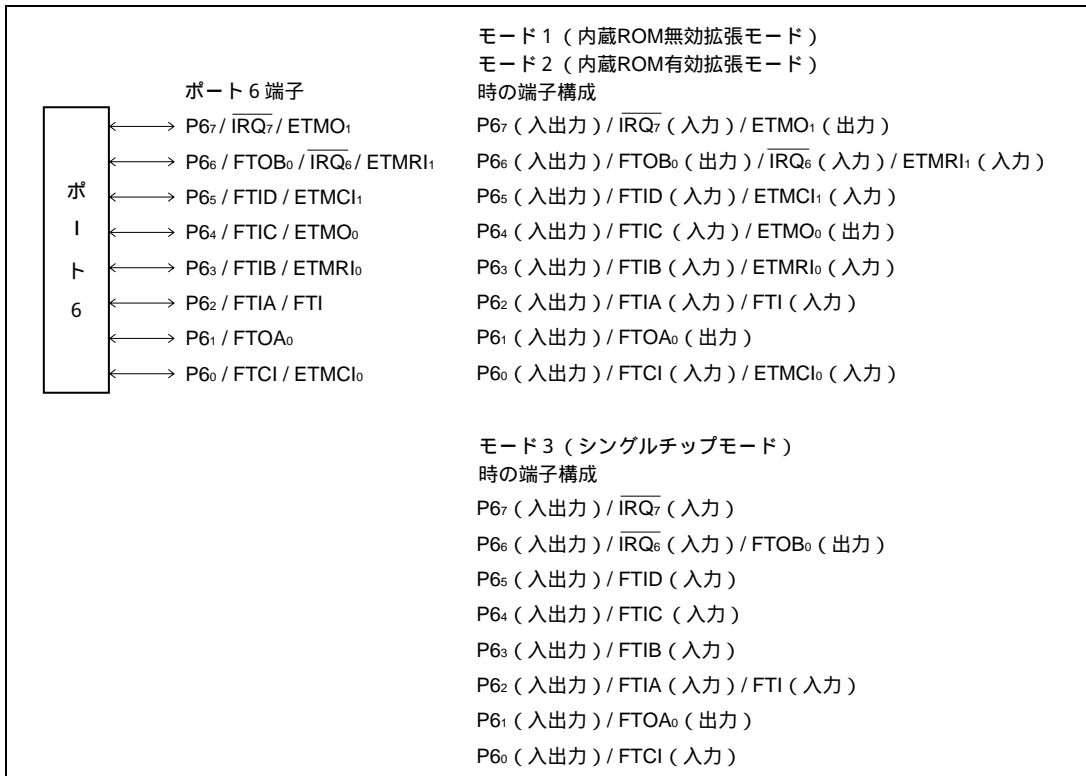 モード1（内蔵ROM無効拡張モード）
モード2（内蔵ROM有効拡張モード）
ポート6端子 時の端子構成
ポート6
P6₇ / I̅R̅Q̅₇ / ETMO₁ P6₇（入出力）/ I̅R̅Q̅₇（入力）/ ETMO₁（出力）
P6₆ / FTOB₀ / I̅R̅Q̅₆ / ETMRI₁ P6₆（入出力）/ FTOB₀（出力）/ I̅R̅Q̅₆（入力）/ ETMRI₁（入力）
P6₅ / FTID / ETMCI₁ P6₅（入出力）/ FTID（入力）/ ETMCI₁（入力）
P6₄ / FTIC / ETMO₀ P6₄（入出力）/ FTIC（入力）/ ETMO₀（出力）
P6₃ / FTIB / ETMRI₀ P6₃（入出力）/ FTIB（入力）/ ETMRI₀（入力）
P6₂ / FTIA / FTI P6₂（入出力）/ FTIA（入力）/ FTI（入力）
P6₁ / FTOA₀ P6₁（入出力）/ FTOA₀（出力）
P6₀ / FTCI / ETMCI₀ P6₀（入出力）/ FTCI（入力）/ ETMCI₀（入力）
モード3（シングルチップモード）
時の端子構成
P6₇（入出力）/ I̅R̅Q̅₇（入力）
P6₆（入出力）/ I̅R̅Q̅₆（入力）/ FTOB₀（出力）
P6₅（入出力）/ FTID（入力）
P6₄（入出力）/ FTIC（入力）
P6₃（入出力）/ FTIB（入力）
P6₂（入出力）/ FTIA（入力）/ FTI（入力）
P6₁（入出力）/ FTOA₀（出力）
P6₀（入出力）/ FTCI（入力）